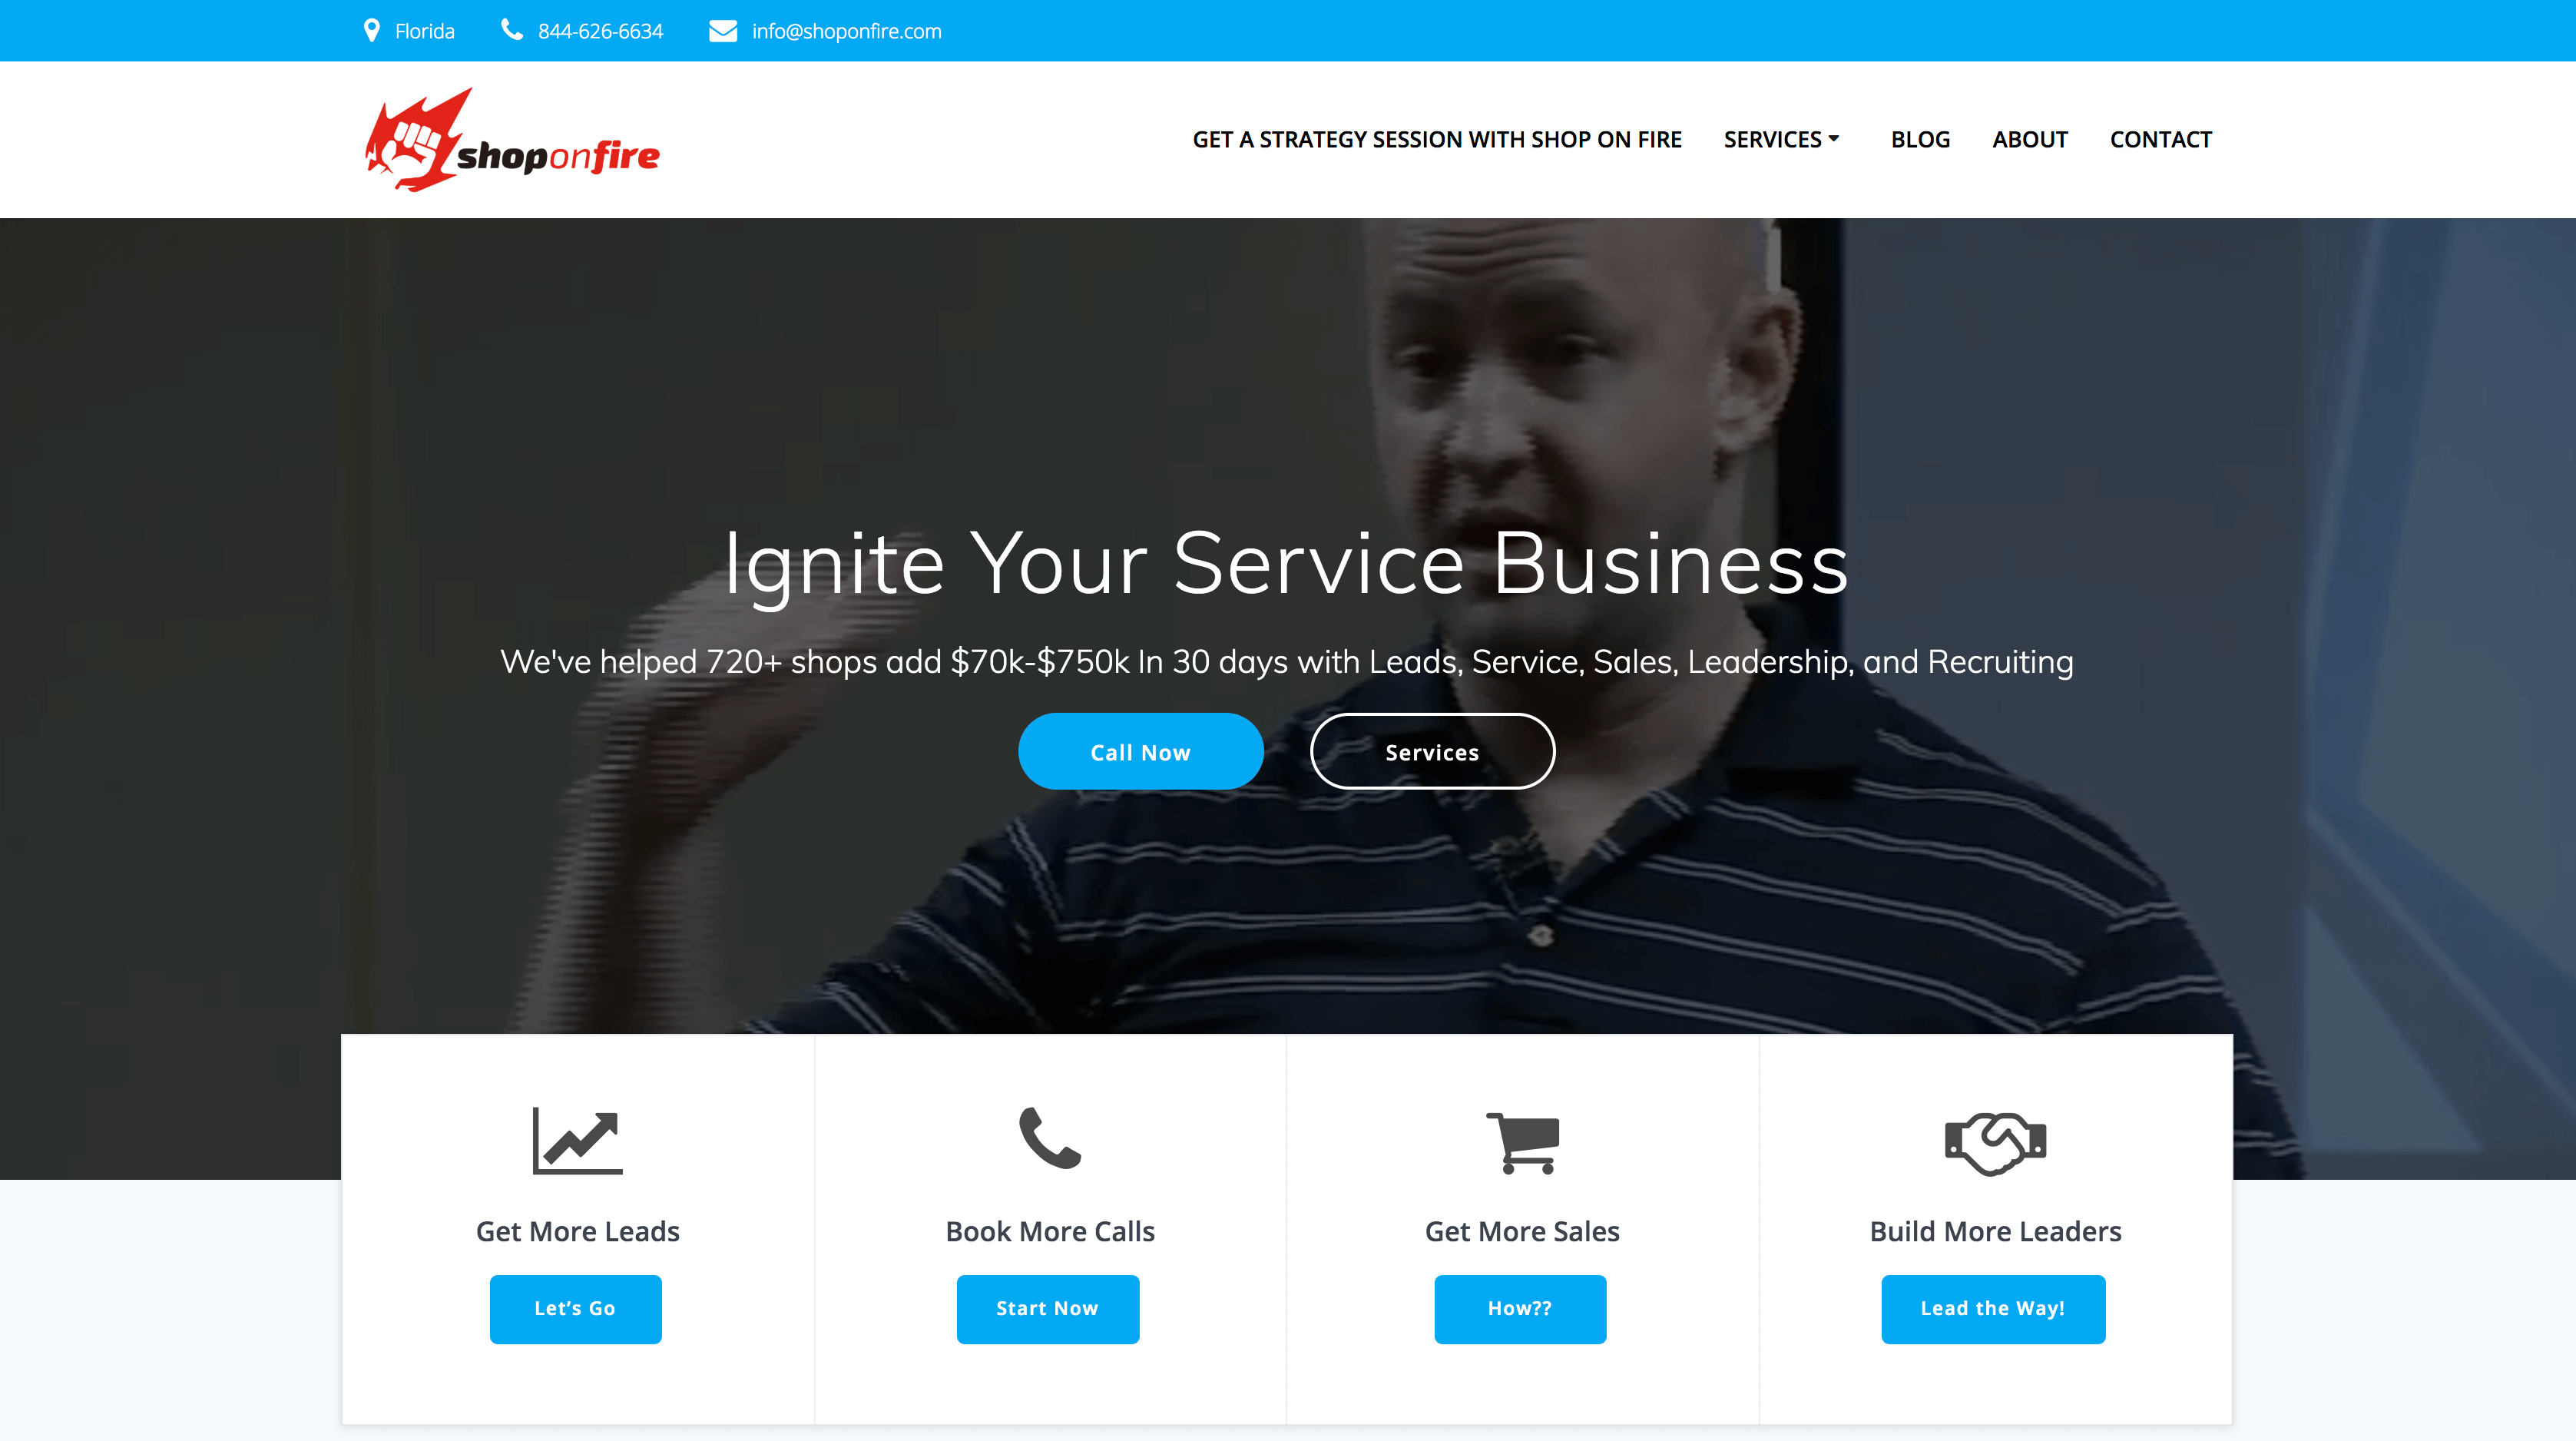 Florida 844-626-6634 info@shoponfire.com
shoponfire
GET A STRATEGY SESSION WITH SHOP ON FIRE SERVICES BLOG ABOUT CONTACT
Ignite Your Service Business
We've helped 720+ shops add $70k-$750k In 30 days with Leads, Service, Sales, Leadership, and Recruiting
Call Now Services
Get More Leads
Let's Go
Book More Calls
Start Now
Get More Sales
How??
Build More Leaders
Lead the Way!